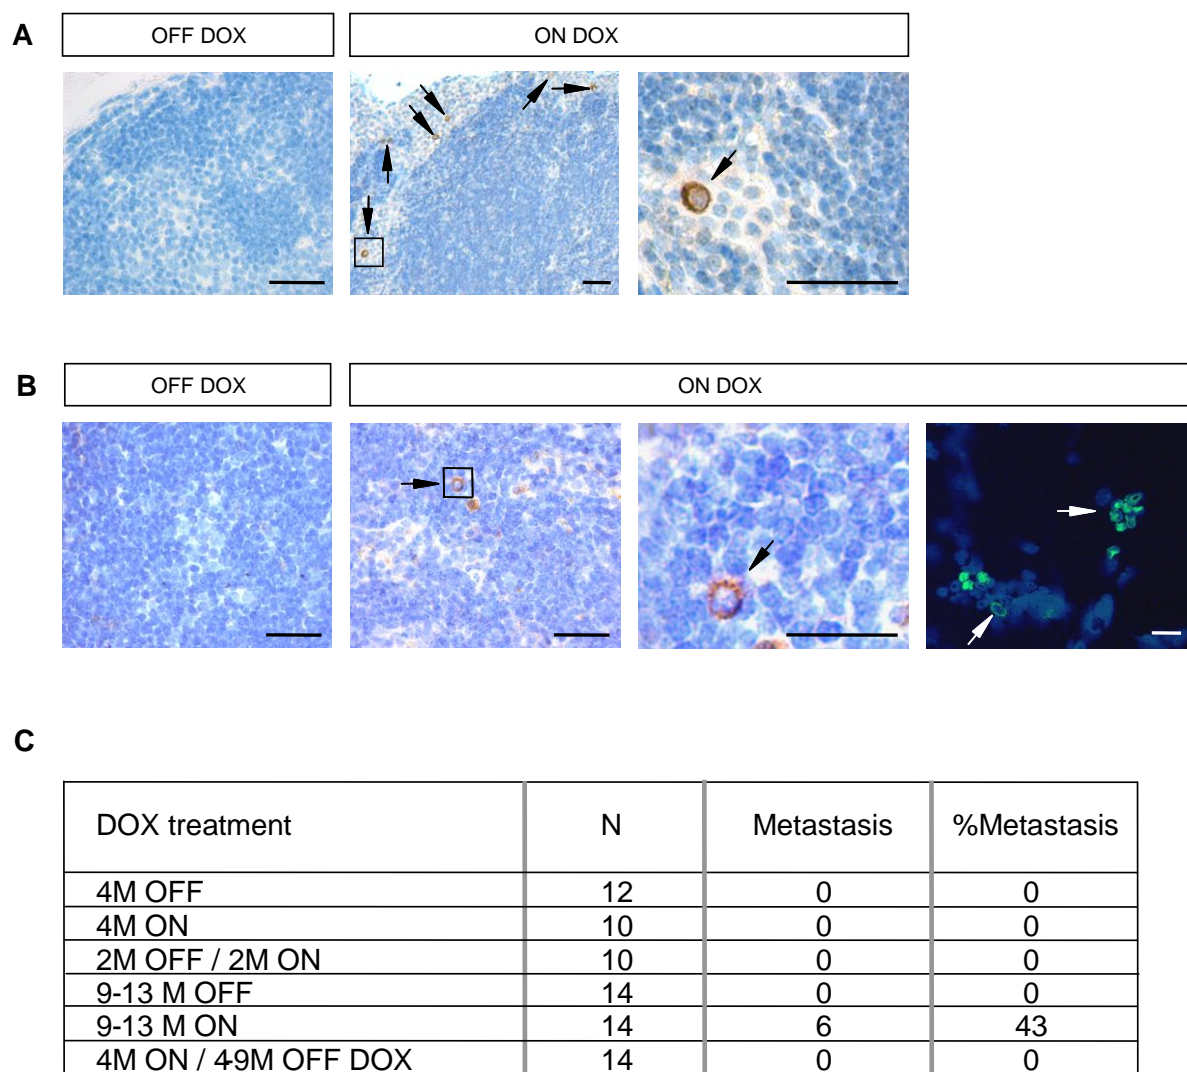 A
OFF DOX
ON DOX
B
OFF DOX
ON DOX
C
DOX treatment N Metastasis %Metastasis
4M OFF 12 0 0
4M ON 10 0 0
2M OFF / 2M ON 10 0 0
9-13 M OFF 14 0 0
9-13 M ON 14 6 43
4M ON / 4-9M OFF DOX 14 0 0